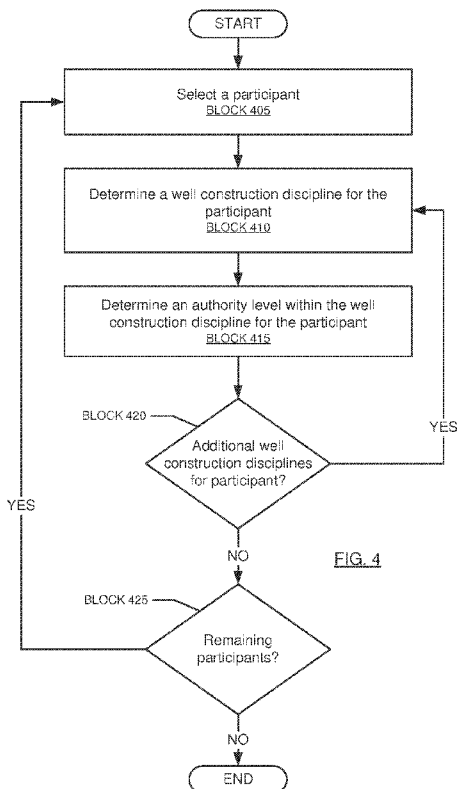 START
Select a participant
BLOCK 405
Determine a well construction discipline for the
participant
BLOCK 410
Determine an authority level within the well
construction discipline for the participant
BLOCK 415
BLOCK 420
Additional well
construction disciplines
for participant?
YES
YES
NO
FIG. 4
BLOCK 425
Remaining
participants?
NO
END